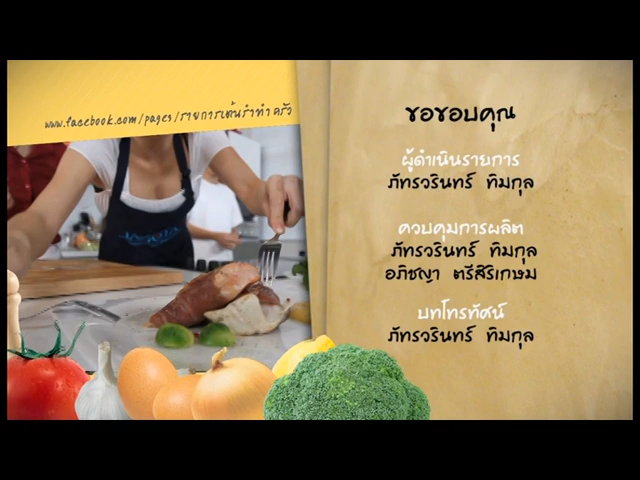 www.facebook.com/pages/รายการเต้นรำทำครัว
ขอขอบคุณ
ผู้ดำเนินรายการ
ภัทรวรินทร์ ทิมกุล
ควบคุมการผลิต
ภัทรวรินทร์ ทิมกุล
อภิชญา ตรีสิริเกษม
บทโทรทัศน์
ภัทรวรินทร์ ทิมกุล